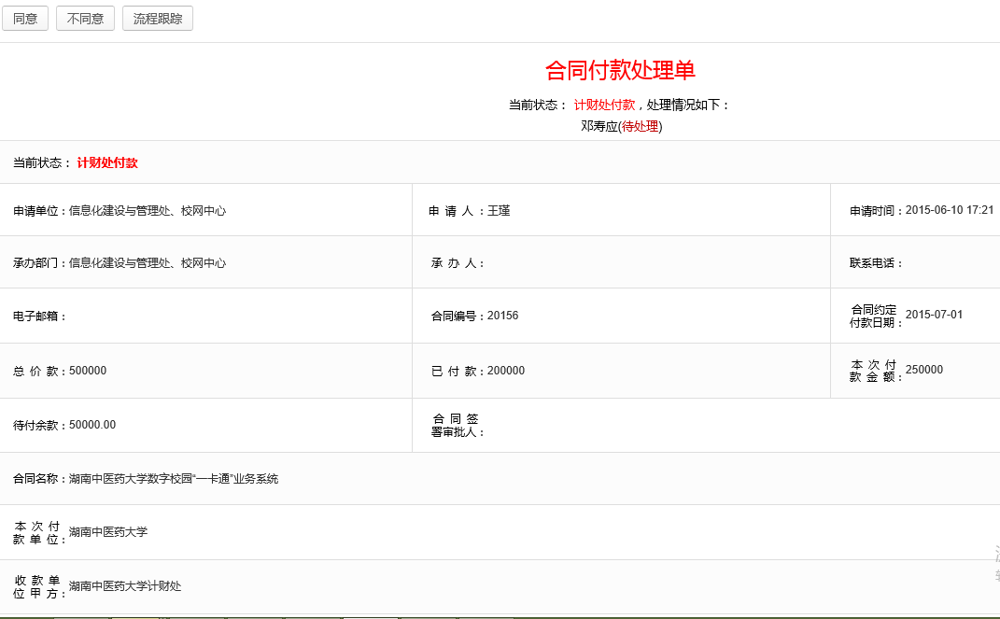 同意 不同意 流程跟踪
合同付款处理单
当前状态： 计财处付款，处理情况如下：
邓寿应(待处理)
当前状态： 计财处付款
申请单位：信息化建设与管理处、校网中心 申 请 人 ：王瑾 申请时间：2015-06-10 17:21
承办部门：信息化建设与管理处、校网中心 承 办 人： 联系电话：
电子邮箱： 合同编号：20156 合同约定
付款日期：2015-07-01
总 价 款：500000 已 付 款：200000 本 次 付
款 金 额：250000
待付余款：50000.00 合 同 签
署审批人：
合同名称：湖南中医药大学数字校园“一卡通”业务系统
本 次 付
款 单 位：湖南中医药大学
收 款 单
位 甲 方：湖南中医药大学计财处